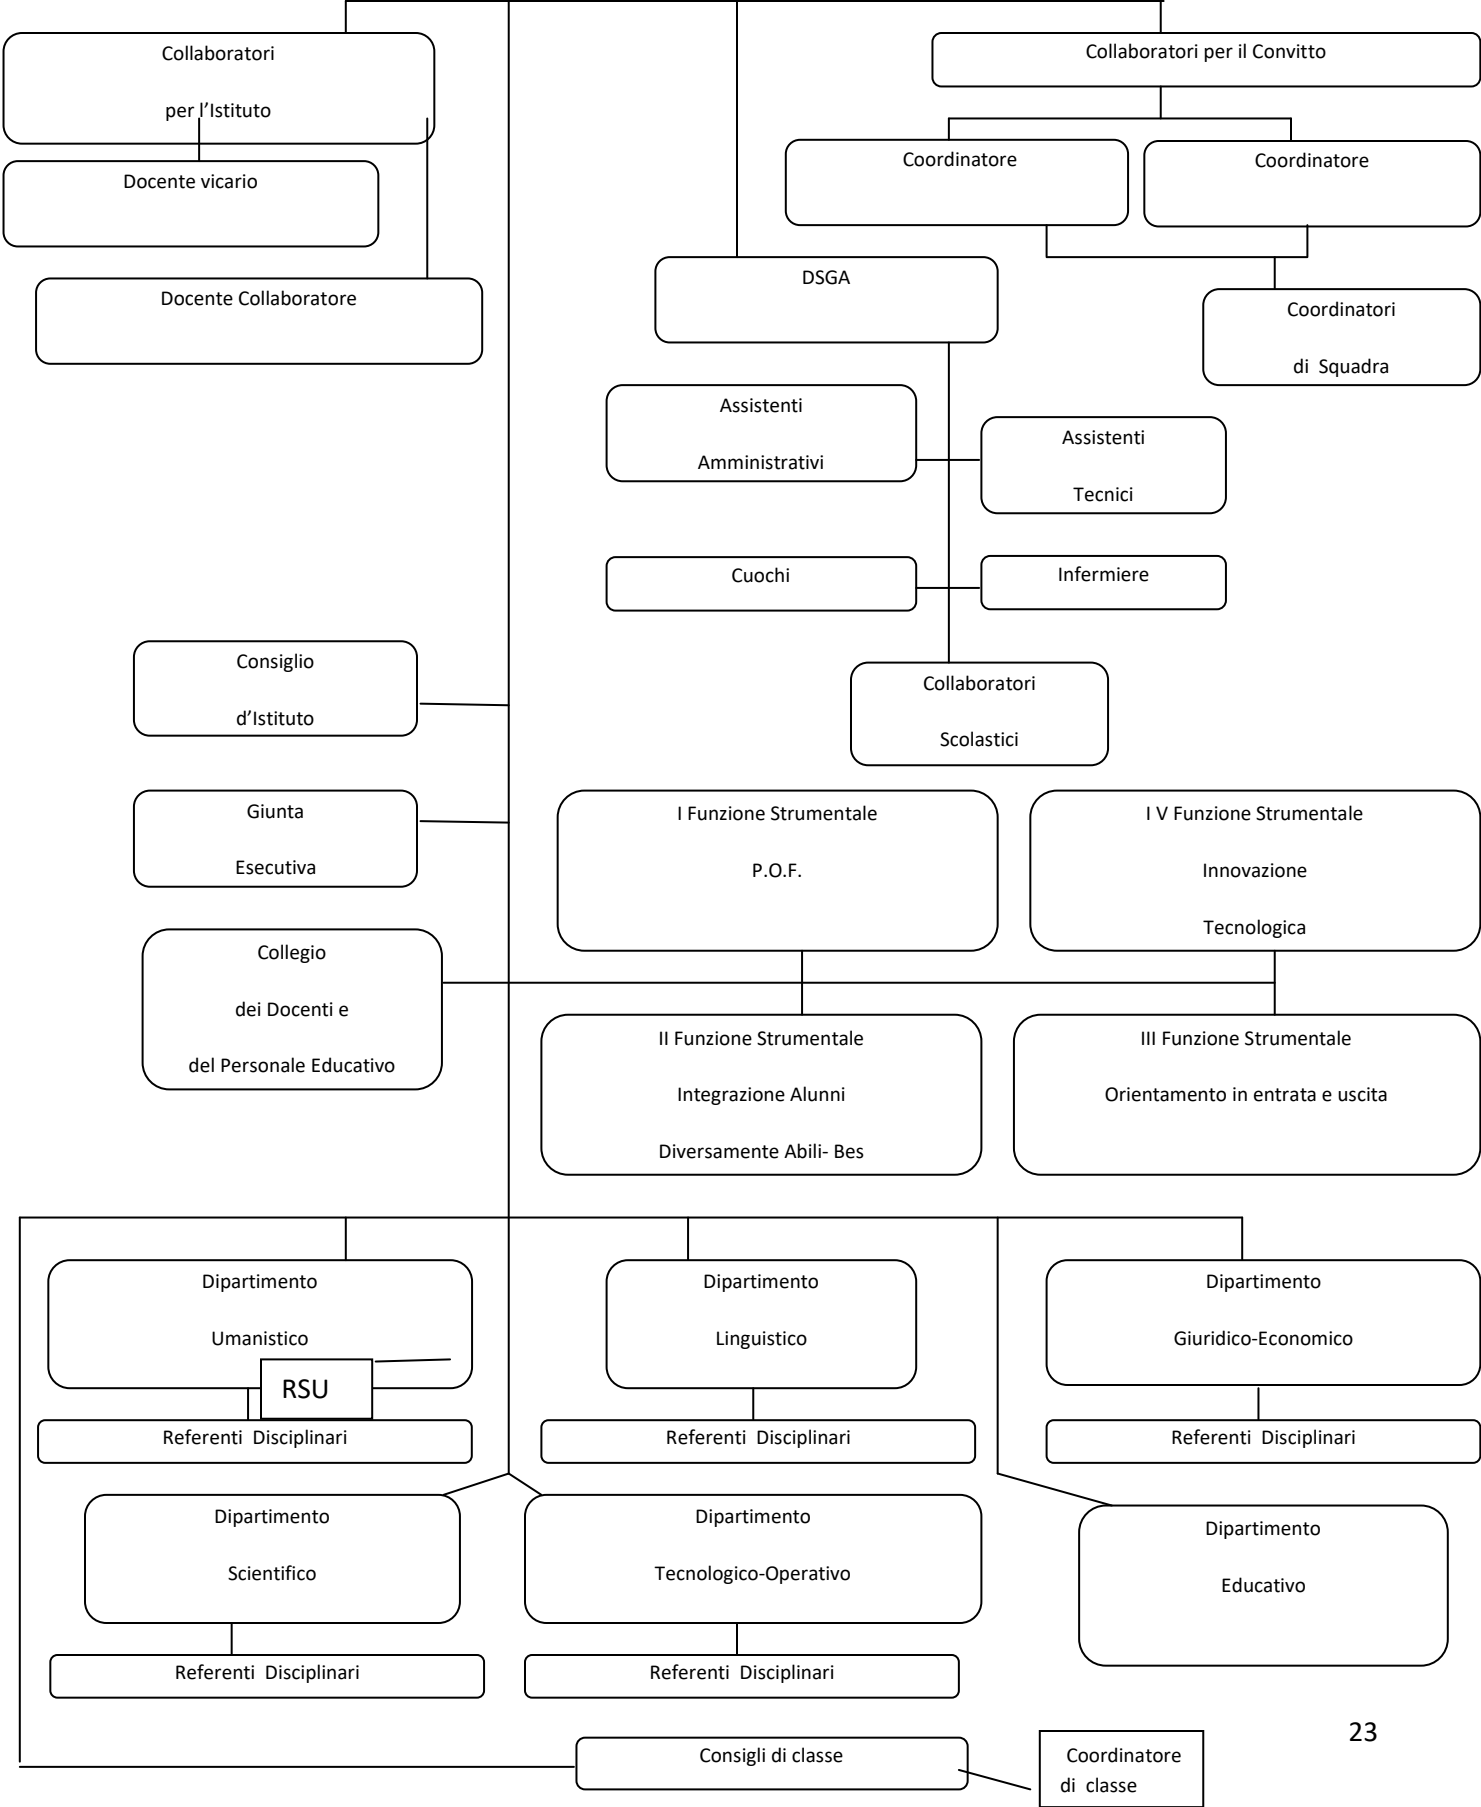 Collaboratori
per l’Istituto
Collaboratori per il Convitto
Docente vicario
Coordinatore
Coordinatore
Docente Collaboratore
DSGA
Coordinatori
di Squadra
Assistenti
Amministrativi
Assistenti
Tecnici
Cuochi
Infermiere
Consiglio
d’Istituto
Collaboratori
Scolastici
Giunta
Esecutiva
I Funzione Strumentale
P.O.F.
I V Funzione Strumentale
Innovazione
Tecnologica
Collegio
dei Docenti e
del Personale Educativo
II Funzione Strumentale
Integrazione Alunni
Diversamente Abili- Bes
III Funzione Strumentale
Orientamento in entrata e uscita
Dipartimento
Umanistico
Dipartimento
Linguistico
Dipartimento
Giuridico-Economico
RSU
Referenti Disciplinari
Referenti Disciplinari
Referenti Disciplinari
Dipartimento
Scientifico
Dipartimento
Tecnologico-Operativo
Dipartimento
Educativo
Referenti Disciplinari
Referenti Disciplinari
23
Consigli di classe
Coordinatore
di classe